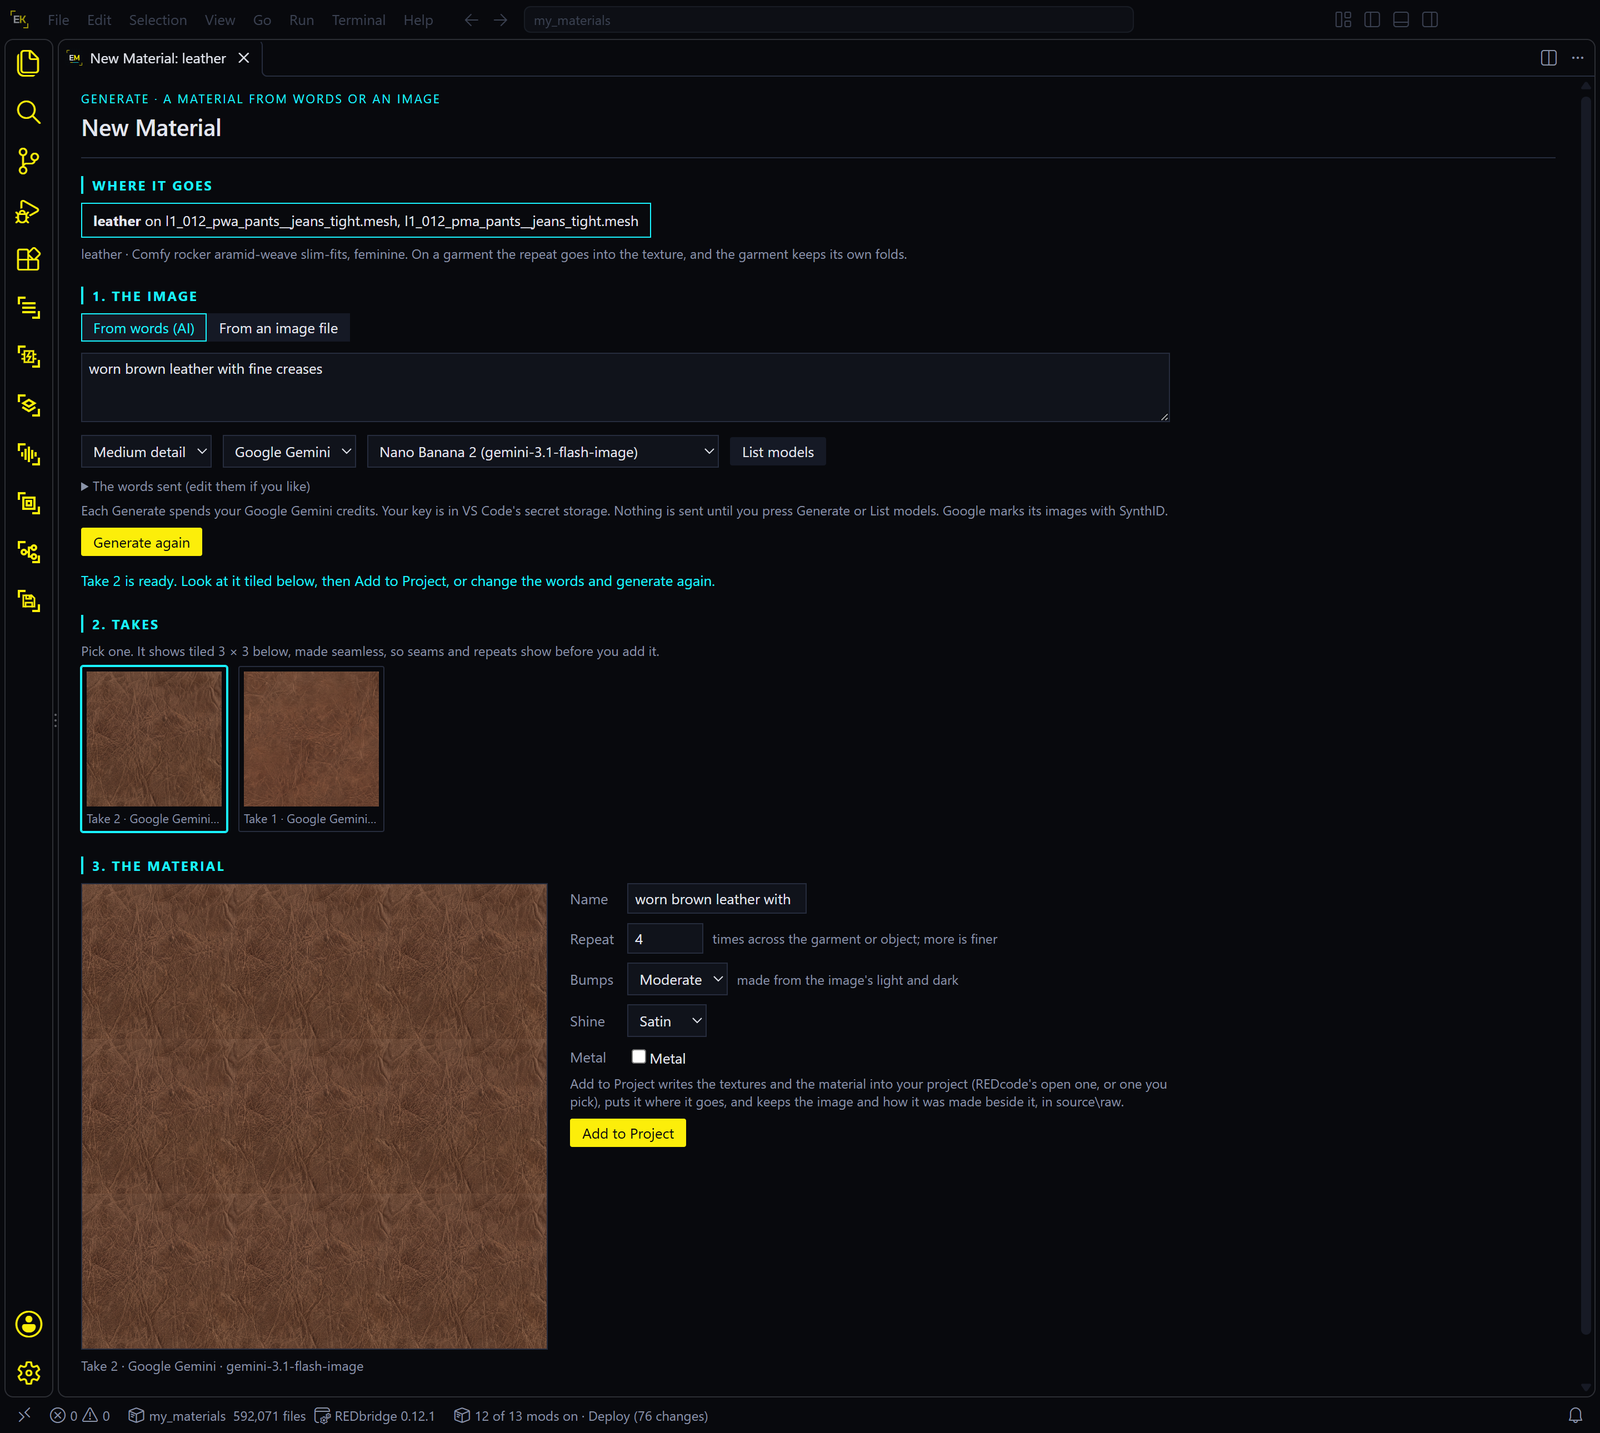 EK File Edit Selection View Go Run Terminal Help my_materials
EM New Material: leather
GENERATE · A MATERIAL FROM WORDS OR AN IMAGE
New Material
WHERE IT GOES
leather on l1_012_pwa_pants__jeans_tight.mesh, l1_012_pma_pants__jeans_tight.mesh
leather · Comfy rocker aramid-weave slim-fits, feminine. On a garment the repeat goes into the texture, and the garment keeps its own folds.
1. THE IMAGE
From words (AI) From an image file
worn brown leather with fine creases
Medium detail Google Gemini Nano Banana 2 (gemini-3.1-flash-image) List models
The words sent (edit them if you like)
Each Generate spends your Google Gemini credits. Your key is in VS Code's secret storage. Nothing is sent until you press Generate or List models. Google marks its images with SynthID.
Generate again
Take 2 is ready. Look at it tiled below, then Add to Project, or change the words and generate again.
2. TAKES
Pick one. It shows tiled 3 × 3 below, made seamless, so seams and repeats show before you add it.
Take 2 · Google Gemini... Take 1 · Google Gemini...
3. THE MATERIAL
Name worn brown leather with
Repeat 4 times across the garment or object; more is finer
Bumps Moderate made from the image's light and dark
Shine Satin
Metal Metal
Add to Project writes the textures and the material into your project (REDcode's open one, or one you
pick), puts it where it goes, and keeps the image and how it was made beside it, in source\raw.
Add to Project
Take 2 · Google Gemini · gemini-3.1-flash-image
0 0 my_materials 592,071 files REDbridge 0.12.1 12 of 13 mods on · Deploy (76 changes)